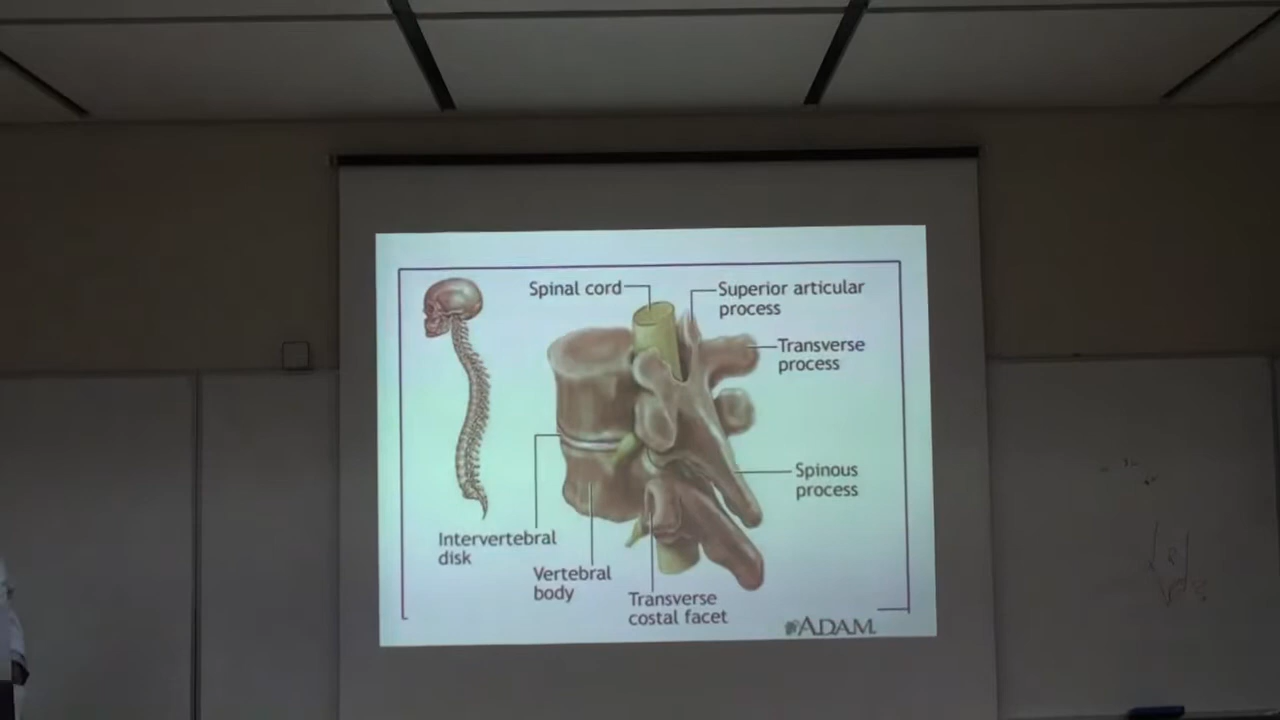 Spinal cord
Superior articular
process
Transverse
process
Spinous
process
Intervertebral
disk
Vertebral
body
Transverse
costal facet
ADAM